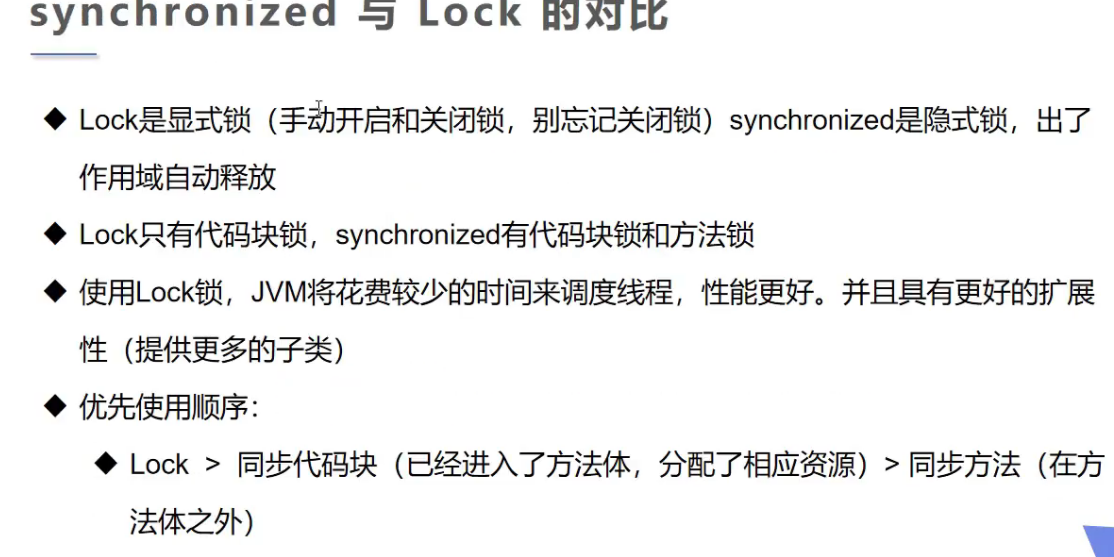 synchronized 与 Lock 的对比
◆ Lock是显式锁（手动开启和关闭锁，别忘记关闭锁）synchronized是隐式锁，出了
作用域自动释放
◆ Lock只有代码块锁，synchronized有代码块锁和方法锁
◆ 使用Lock锁，JVM将花费较少的时间来调度线程，性能更好。并且具有更好的扩展
性（提供更多的子类）
◆ 优先使用顺序：
◆ Lock > 同步代码块（已经进入了方法体，分配了相应资源）> 同步方法（在方
法体之外）